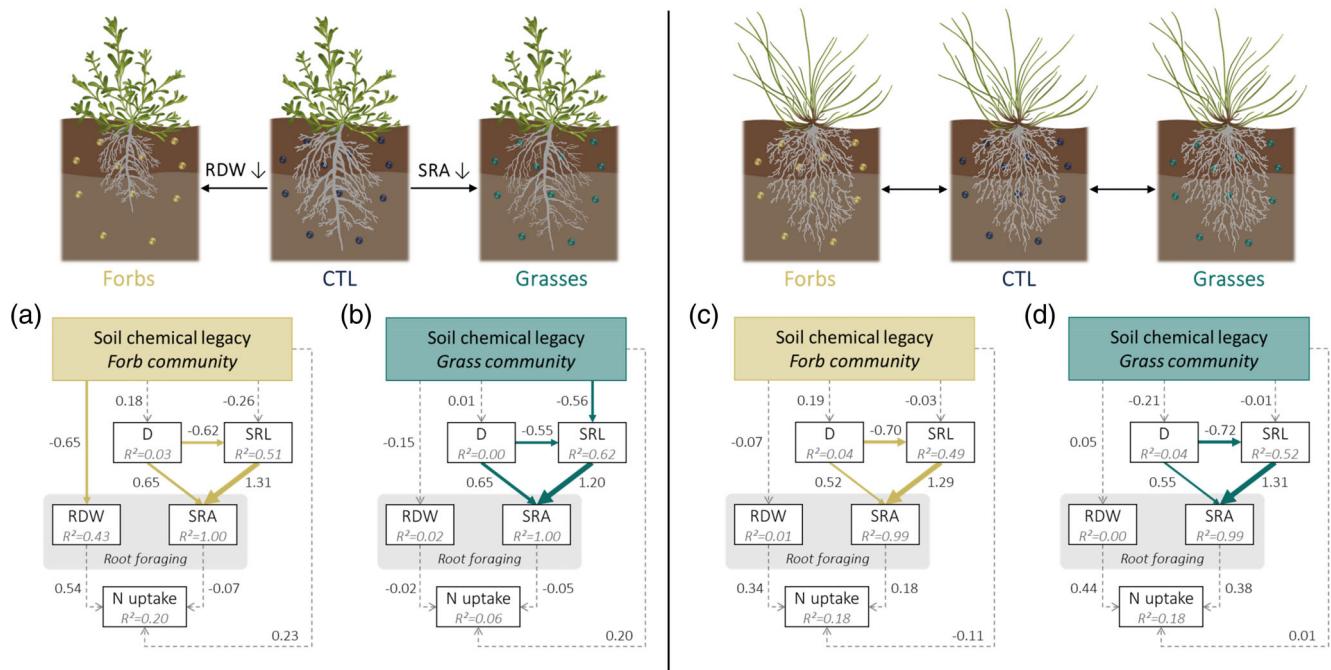 RDW ↓
SRA ↓
Forbs
CTL
Grasses
Forbs
CTL
Grasses
(a)
Soil chemical legacy
Forb community
0.18
-0.26
-0.65
D
R²=0.03
-0.62
SRL
R²=0.51
0.65
1.31
RDW
R²=0.43
SRA
R²=1.00
Root foraging
0.54
-0.07
N uptake
R²=0.20
0.23
(b)
Soil chemical legacy
Grass community
0.01
-0.56
-0.15
D
R²=0.00
-0.55
SRL
R²=0.62
0.65
1.20
RDW
R²=0.02
SRA
R²=1.00
Root foraging
-0.02
-0.05
N uptake
R²=0.06
0.20
(c)
Soil chemical legacy
Forb community
0.19
-0.03
-0.07
D
R²=0.04
-0.70
SRL
R²=0.49
0.52
1.29
RDW
R²=0.01
SRA
R²=0.99
Root foraging
0.34
0.18
N uptake
R²=0.18
-0.11
(d)
Soil chemical legacy
Grass community
-0.21
-0.01
0.05
D
R²=0.04
-0.72
SRL
R²=0.52
0.55
1.31
RDW
R²=0.00
SRA
R²=0.99
Root foraging
0.44
0.38
N uptake
R²=0.18
0.01